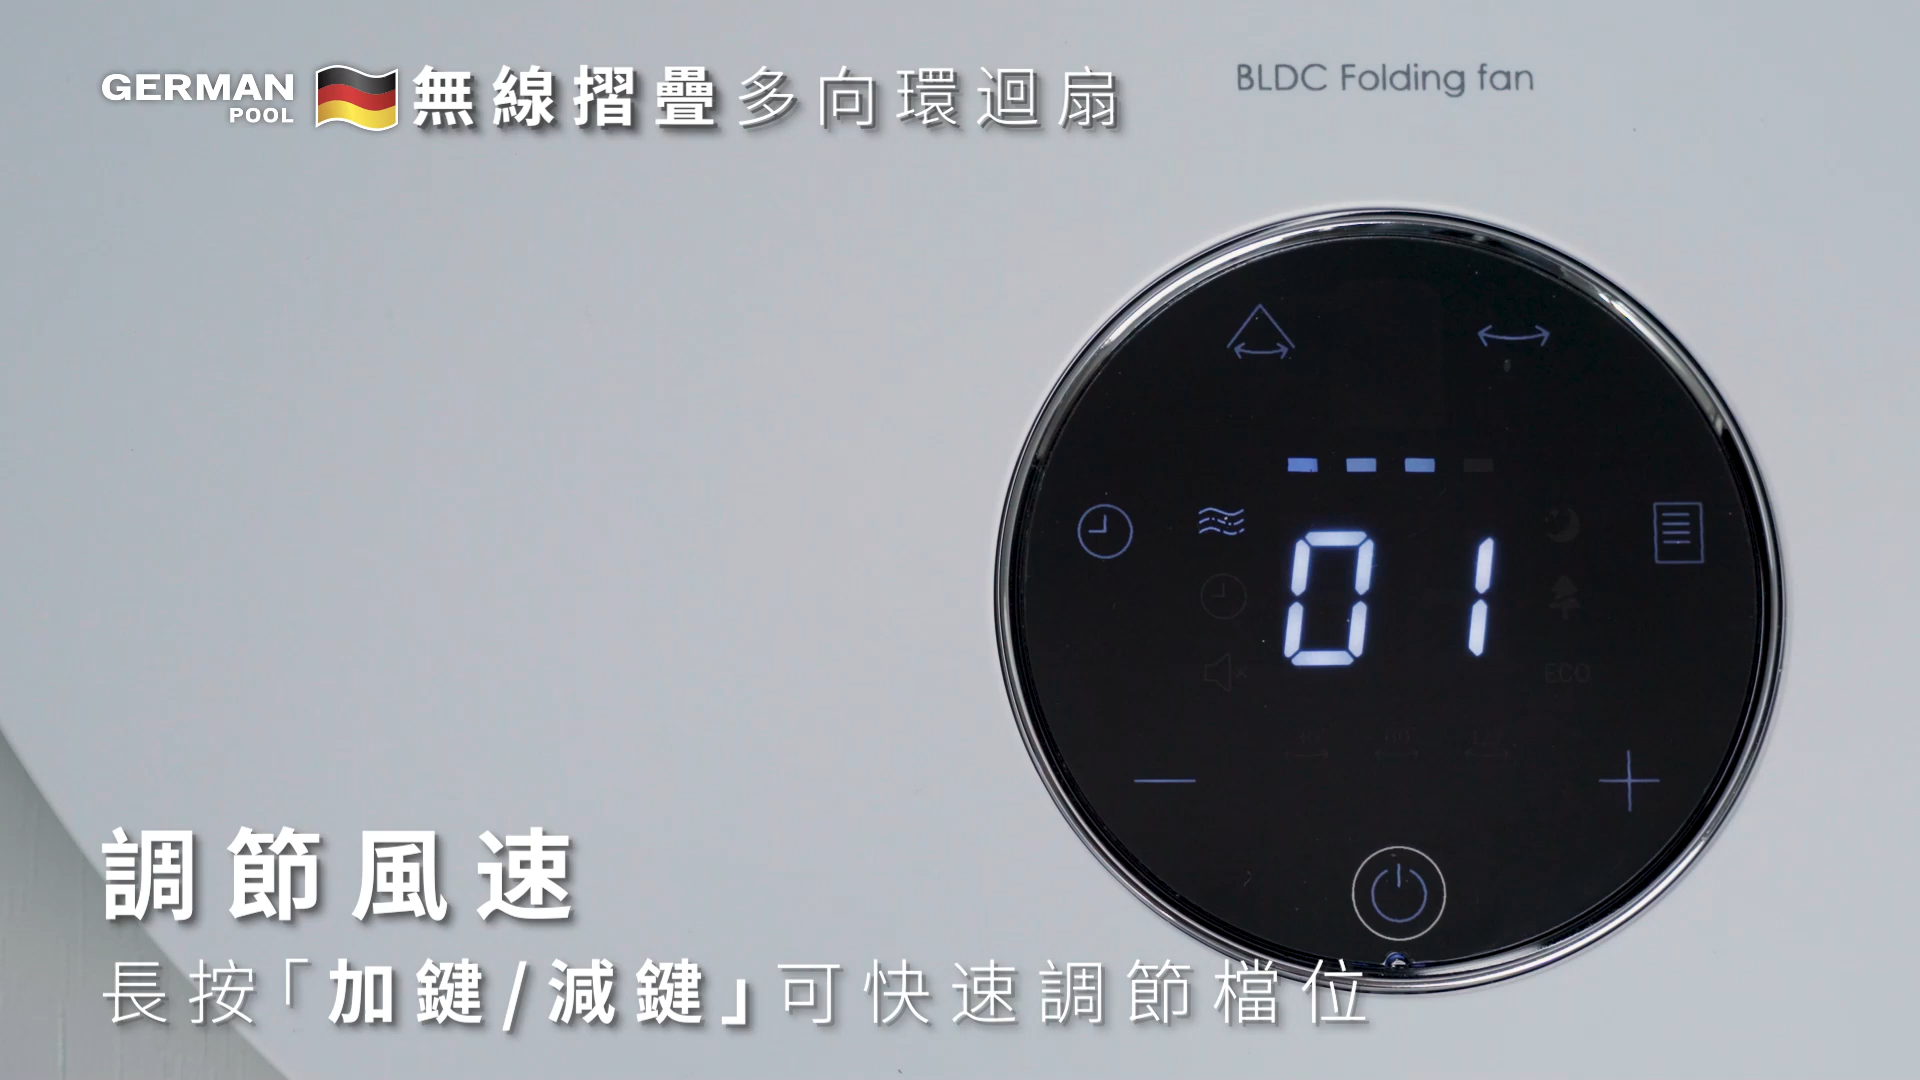 GERMAN
POOL
無線摺疊多向環迴扇
BLDC Folding fan
01
ECO
調節風速
長按「加鍵/減鍵」可快速調節檔位